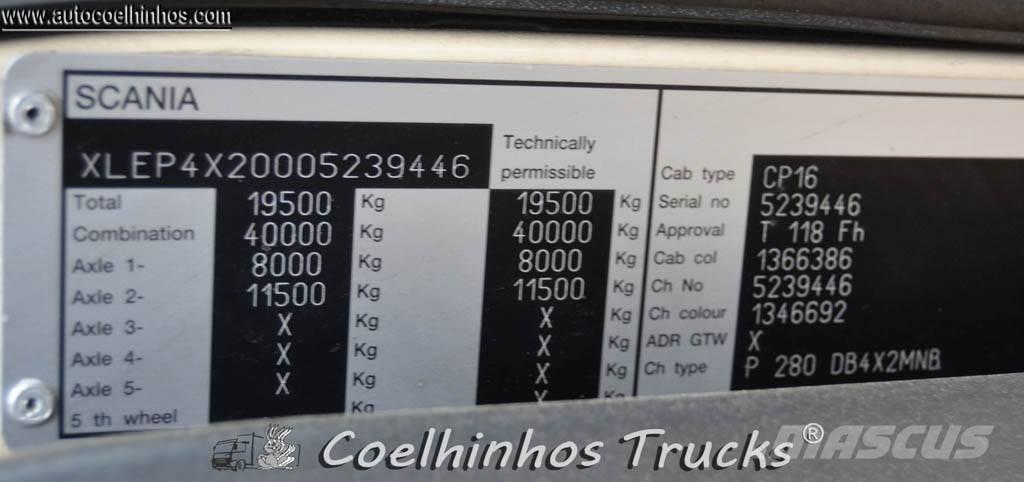 www.autocoelhinhos.com
SCANIA
XLEP4X20005239446
Technically
permissible
Total 19500 Kg 19500 Kg
Combination 40000 Kg 40000 Kg
Axle 1- 8000 Kg 8000 Kg
Axle 2- 11500 Kg 11500 Kg
Axle 3- X Kg X Kg
Axle 4- X Kg X Kg
Axle 5- X Kg X Kg
5 th wheel Kg X Kg
Cab type CP16
Serial no 5239446
Approval T 118 Fh
Cab col 1366386
Ch No 5239446
Ch colour 1346692
ADR GTW X
Ch type P 280 DB4X2MNB
Coelhinhos Trucks®
MASCUS